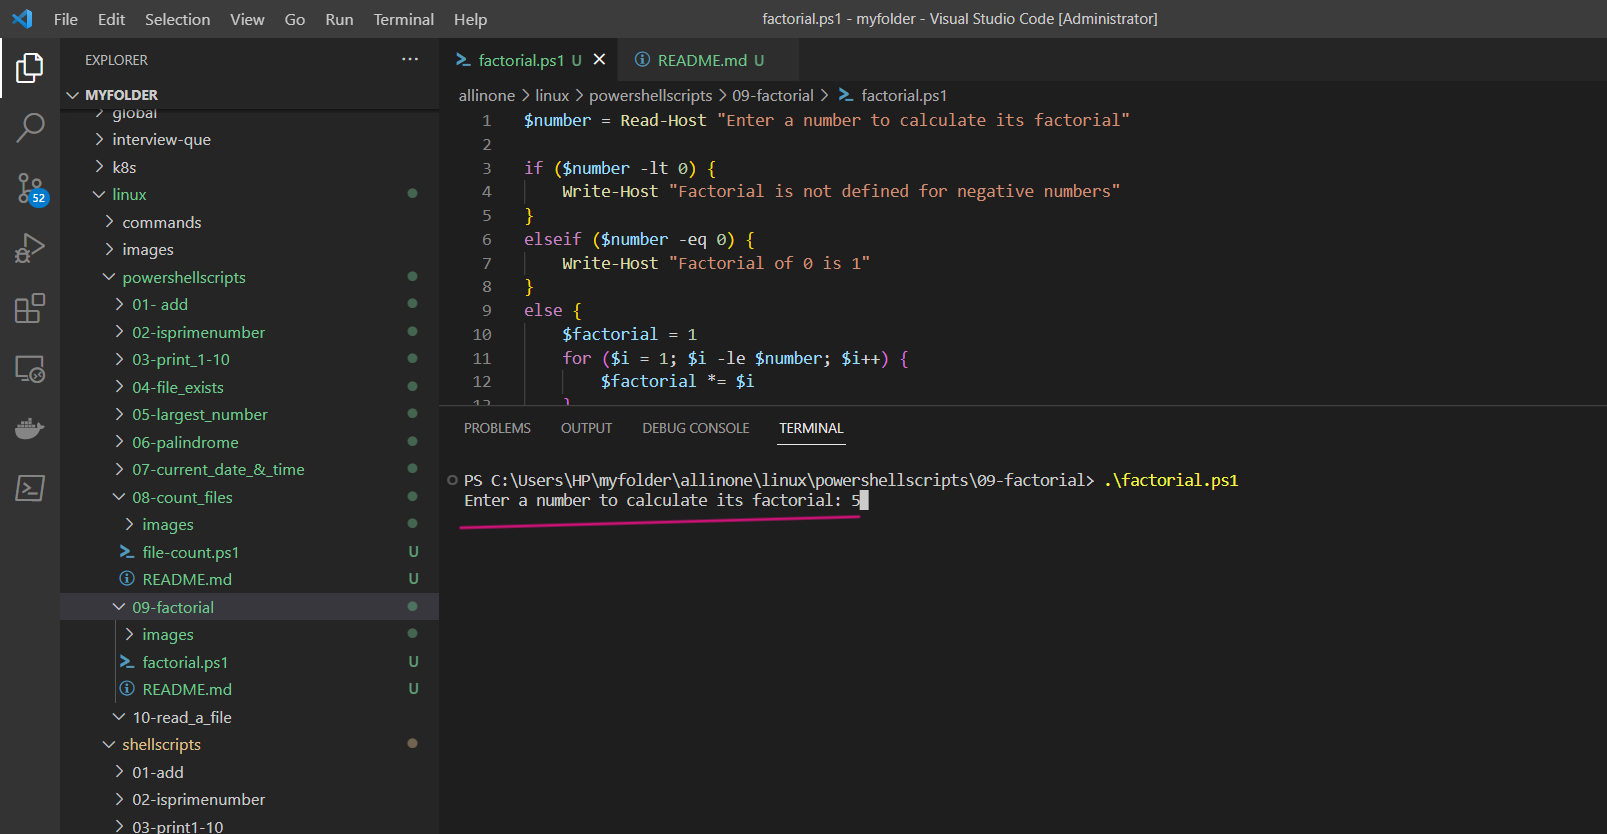 File Edit Selection View Go Run Terminal Help
factorial.ps1 - myfolder - Visual Studio Code [Administrator]
EXPLORER ...
MYFOLDER
global
interview-que
k8s
linux
commands
images
powershellscripts
01- add
02-isprimenumber
03-print_1-10
04-file_exists
05-largest_number
06-palindrome
07-current_date_&_time
08-count_files
images
file-count.ps1 U
README.md U
09-factorial
images
factorial.ps1 U
README.md U
10-read_a_file
shellscripts
01-add
02-isprimenumber
03-print1-10
52
factorial.ps1 U README.md U
allinone > linux > powershellscripts > 09-factorial > factorial.ps1
1 $number = Read-Host "Enter a number to calculate its factorial"
2
3 if ($number -lt 0) {
4 Write-Host "Factorial is not defined for negative numbers"
5 }
6 elseif ($number -eq 0) {
7 Write-Host "Factorial of 0 is 1"
8 }
9 else {
10 $factorial = 1
11 for ($i = 1; $i -le $number; $i++) {
12 $factorial *= $i
13 }
PROBLEMS OUTPUT DEBUG CONSOLE TERMINAL
PS C:\Users\HP\myfolder\allinone\linux\powershellscripts\09-factorial> .\factorial.ps1
Enter a number to calculate its factorial: 5